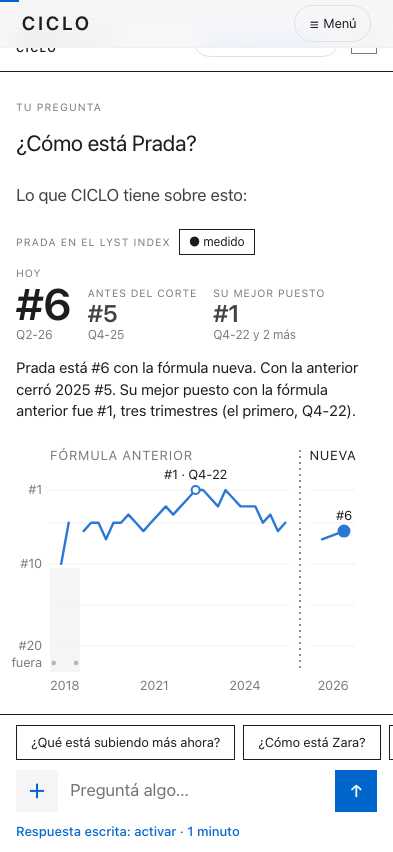 CICLO
≡ Menú
CICLO
TU PREGUNTA
¿Cómo está Prada?
Lo que CICLO tiene sobre esto:
PRADA EN EL LYST INDEX
● medido
HOY
#6
Q2-26
ANTES DEL CORTE
#5
Q4-25
SU MEJOR PUESTO
#1
Q4-22 y 2 más
Prada está #6 con la fórmula nueva. Con la anterior
cerró 2025 #5. Su mejor puesto con la fórmula
anterior fue #1, tres trimestres (el primero, Q4-22).
FÓRMULA ANTERIOR
NUEVA
#1 · Q4-22
#1
#6
#10
#20
fuera
2018
2021
2024
2026
¿Qué está subiendo más ahora?
¿Cómo está Zara?
+
Preguntá algo...
↑
Respuesta escrita: activar · 1 minuto